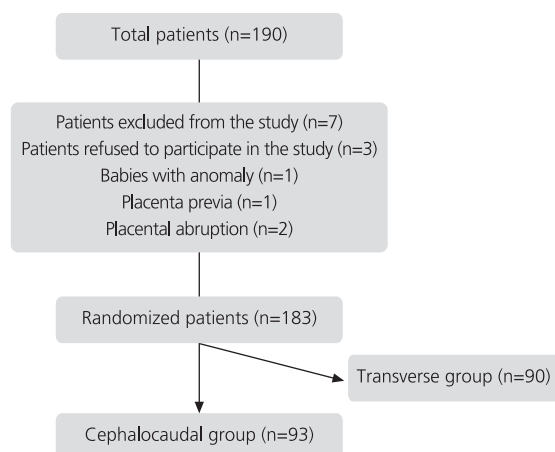 Total patients (n=190)
Patients excluded from the study (n=7)
Patients refused to participate in the study (n=3)
Babies with anomaly (n=1)
Placenta previa (n=1)
Placental abruption (n=2)
Randomized patients (n=183)
Transverse group (n=90)
Cephalocaudal group (n=93)